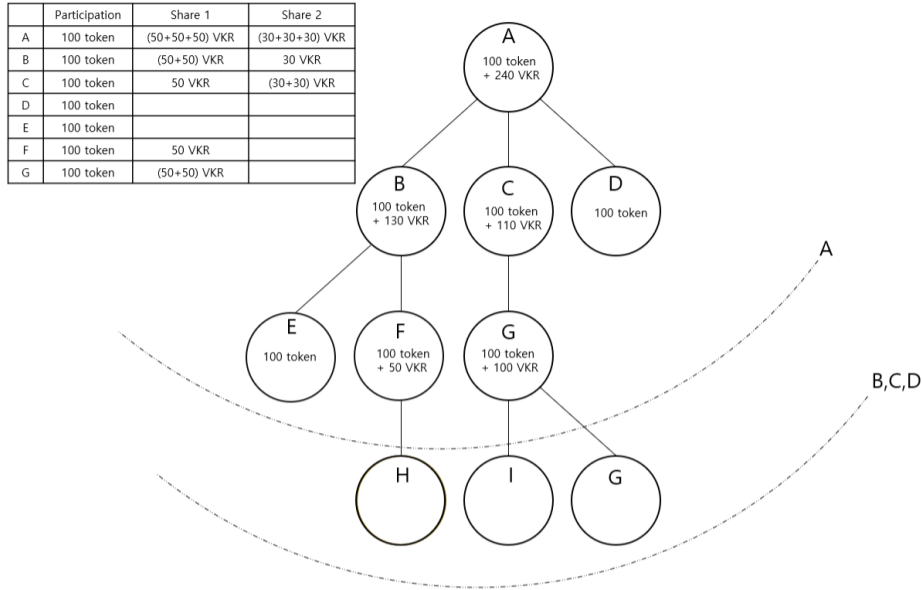 Participation Share 1 Share 2
A 100 token (50+50+50) VKR (30+30+30) VKR
B 100 token (50+50) VKR 30 VKR
C 100 token 50 VKR (30+30) VKR
D 100 token
E 100 token
F 100 token 50 VKR
G 100 token (50+50) VKR
A
100 token
+ 240 VKR
B
100 token
+ 130 VKR
C
100 token
+ 110 VKR
D
100 token
A
E
100 token
F
100 token
+ 50 VKR
G
100 token
+ 100 VKR
B,C,D
H
I
G